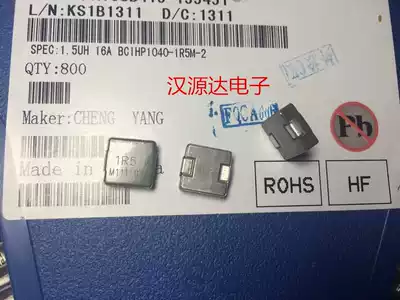 L/N:KS1B1311 D/C:1311
SPEC:1.5UH 16A BCIHP1040-1R5M-2
QTY:800
汉源达电子
Maker:CHENG YANG
Pb
1R5
Made in
ROHS
HF